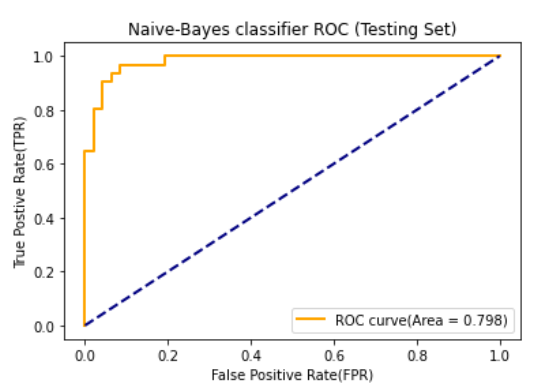 Naive-Bayes classifier ROC (Testing Set)
1.0
0.8
0.6
0.4
0.2
0.0
True Postive Rate(TPR)
ROC curve(Area = 0.798)
0.0 0.2 0.4 0.6 0.8 1.0
False Positive Rate(FPR)